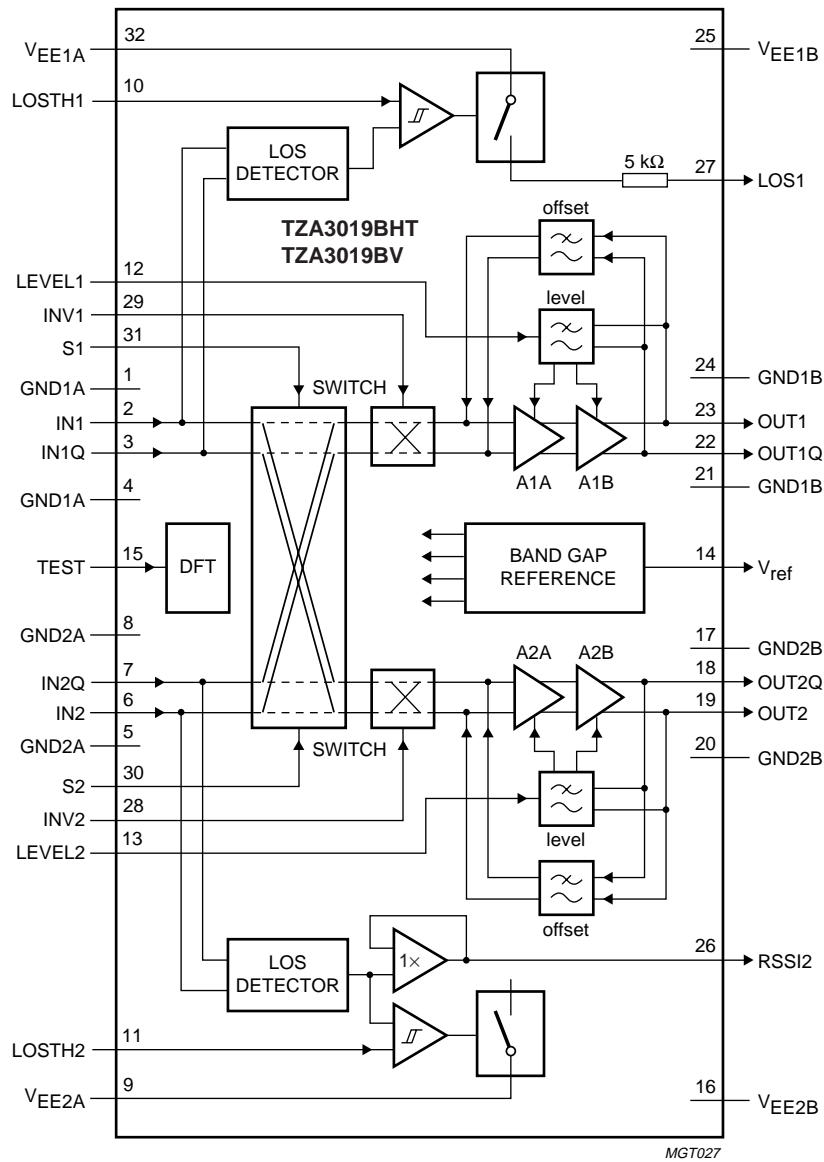 VEE1A 32 25 VEE1B
LOSTH1 10
LOS DETECTOR
5 kΩ
27 LOS1
TZA3019BHT
TZA3019BV
offset
LEVEL1 12
level
INV1 29
S1 31
24 GND1B
GND1A 1
SWITCH
IN1 2
23 OUT1
IN1Q 3
22 OUT1Q
A1A A1B
21 GND1B
GND1A 4
TEST 15
DFT
BAND GAP REFERENCE
14 Vref
GND2A 8
17 GND2B
A2A A2B
IN2Q 7
18 OUT2Q
IN2 6
19 OUT2
GND2A 5
SWITCH
20 GND2B
S2 30
INV2 28
level
LEVEL2 13
offset
LOS DETECTOR
1×
26 RSSI2
LOSTH2 11
VEE2A 9
16 VEE2B
MGT027